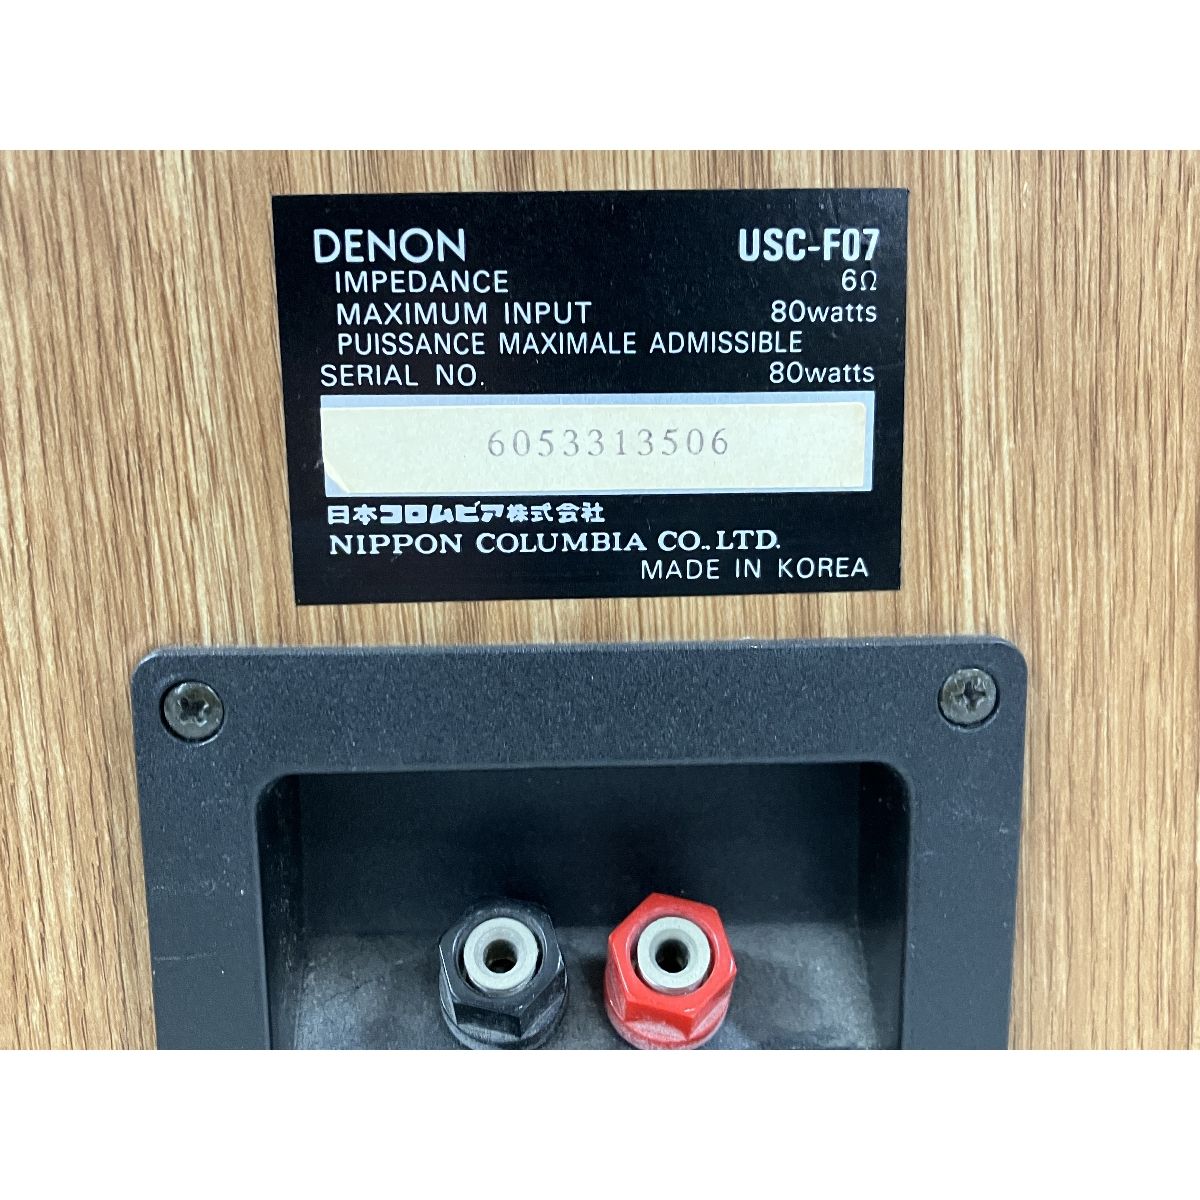 DENON USC-F07
IMPEDANCE 6Ω
MAXIMUM INPUT 80watts
PUISSANCE MAXIMALE ADMISSIBLE
SERIAL NO. 80watts
6053313506
日本コロムビア株式会社
NIPPON COLUMBIA CO., LTD.
MADE IN KOREA